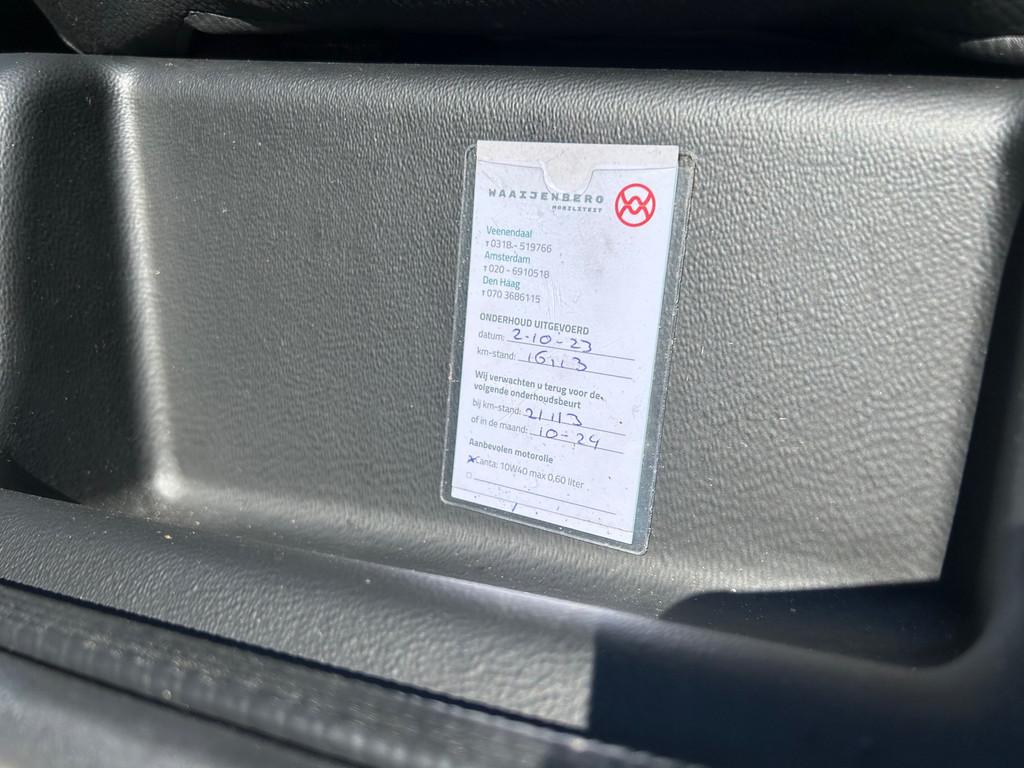 WAAIJENBERG
MOBILITEIT
Veenendaal
T 0318 - 519766
Amsterdam
T 020 - 6910518
Den Haag
T 070 3686115
ONDERHOUD UITGEVOERD
datum: 2-10-23
km-stand: 16113
Wij verwachten u terug voor de
volgende onderhoudsbeurt
bij km-stand: 21113
of in de maand: 10-24
Aanbevolen motorolie
Canta: 10W40 max 0,60 liter